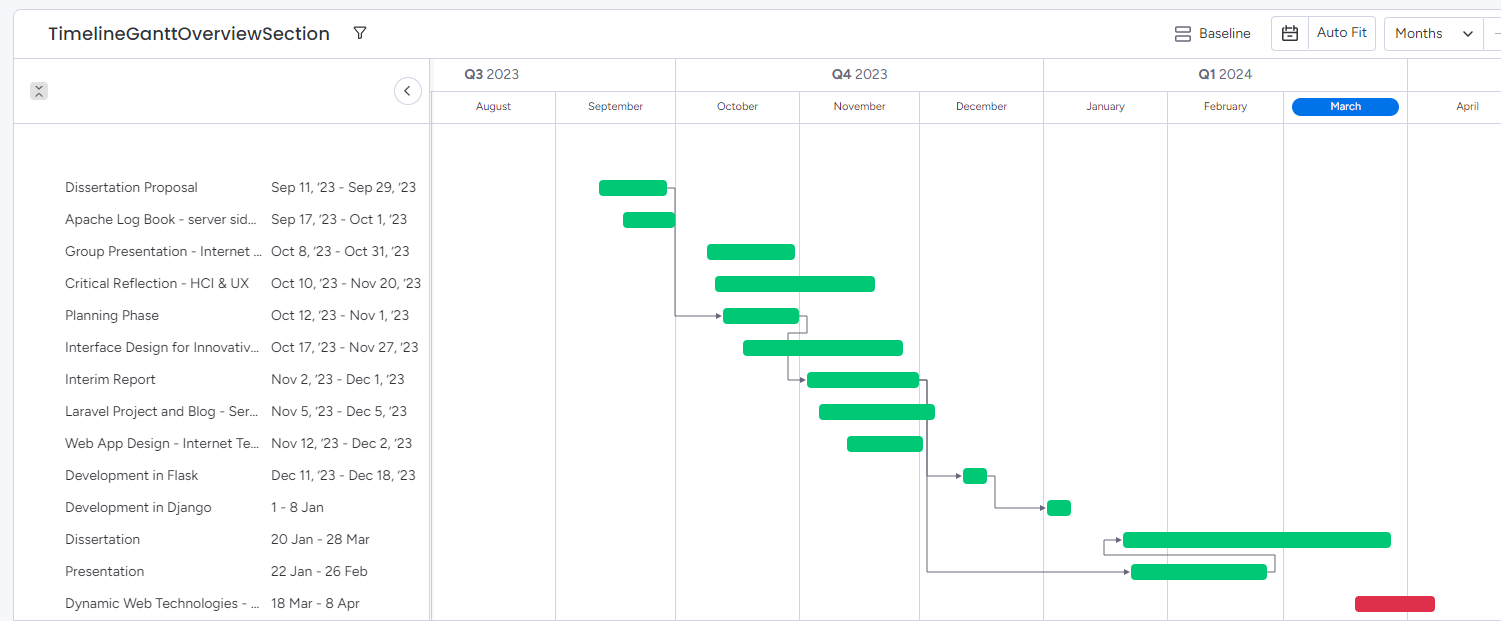 TimelineGanttOverviewSection Baseline Auto Fit Months
Q3 2023 Q4 2023 Q1 2024
August September October November December January February March April
Dissertation Proposal Sep 11, '23 - Sep 29, '23
Apache Log Book - server sid... Sep 17, '23 - Oct 1, '23
Group Presentation - Internet ... Oct 8, '23 - Oct 31, '23
Critical Reflection - HCI & UX Oct 10, '23 - Nov 20, '23
Planning Phase Oct 12, '23 - Nov 1, '23
Interface Design for Innovativ... Oct 17, '23 - Nov 27, '23
Interim Report Nov 2, '23 - Dec 1, '23
Laravel Project and Blog - Ser... Nov 5, '23 - Dec 5, '23
Web App Design - Internet Te... Nov 12, '23 - Dec 2, '23
Development in Flask Dec 11, '23 - Dec 18, '23
Development in Django 1 - 8 Jan
Dissertation 20 Jan - 28 Mar
Presentation 22 Jan - 26 Feb
Dynamic Web Technologies - ... 18 Mar - 8 Apr